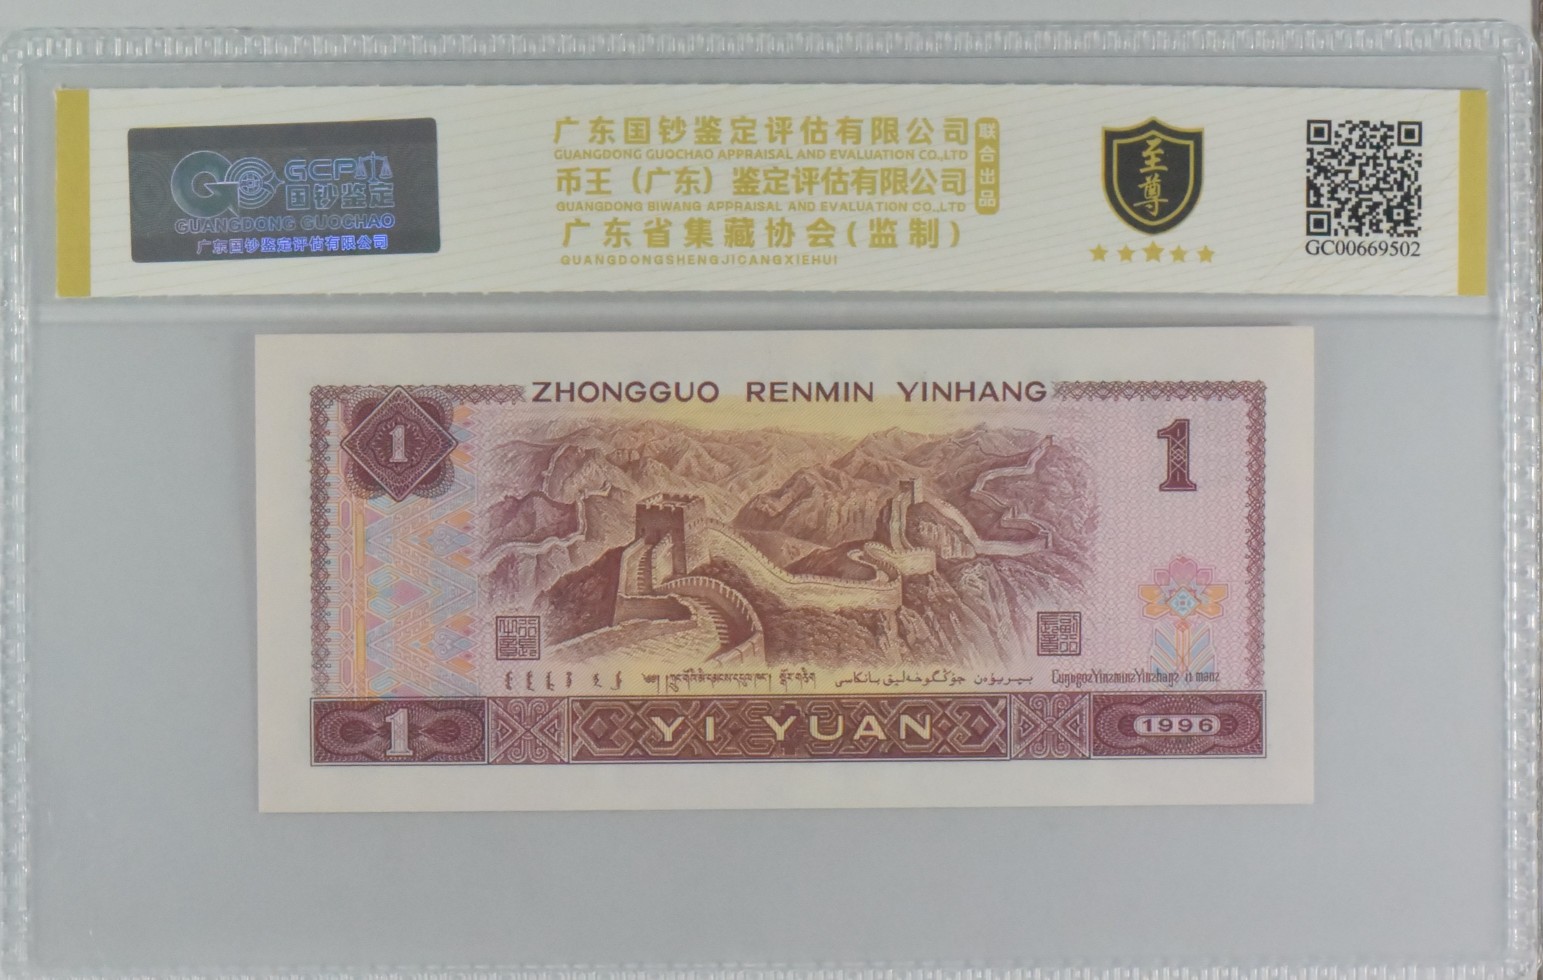 GCP
国钞鉴定
GUANGDONG GUOCHAO
广东国钞鉴定评估有限公司
广东国钞鉴定评估有限公司
GUANGDONG GUOCHAO APPRAISAL AND EVALUATION CO.,LTD
币王（广东）鉴定评估有限公司
GUANGDONG BIWANG APPRAISAL AND EVALUATION CO.,LTD
联合出品
广东省集藏协会(监制)
GUANGDONGSHENGJICANGXIEHUI
至尊
GC00669502
ZHONGGUO RENMIN YINHANG
1
1
1
YI YUAN
1996